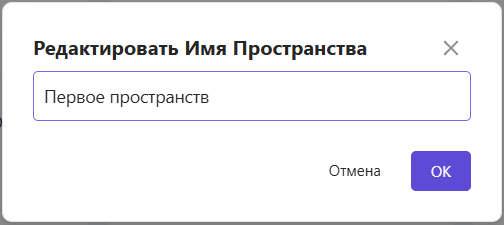 Редактировать Имя Пространства
Первое пространств
Отмена
OK